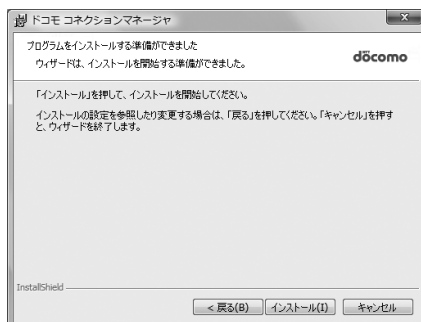 ドコモ コネクションマネージャ
プログラムをインストールする準備ができました
ウィザードは、インストールを開始する準備ができました。
döcomo
「インストール」を押して、インストールを開始してください。
インストールの設定を参照したり変更する場合は、「戻る」を押してください。「キャンセル」を押す
と、ウィザードを終了します。
InstallShield
< 戻る(B)
インストール(I)
キャンセル